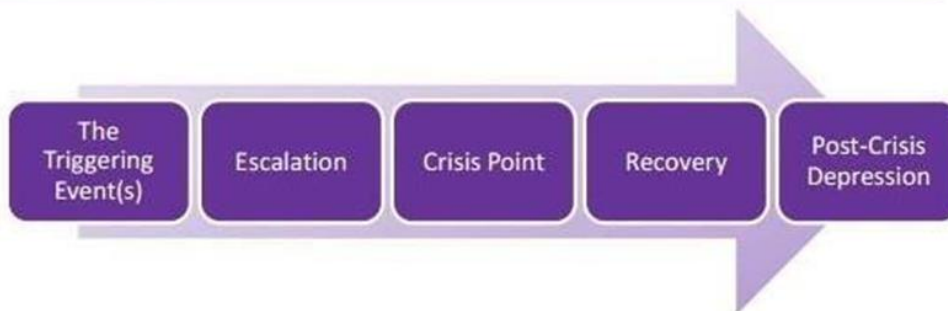 The
Triggering
Event(s)
Escalation
Crisis Point
Recovery
Post-Crisis
Depression